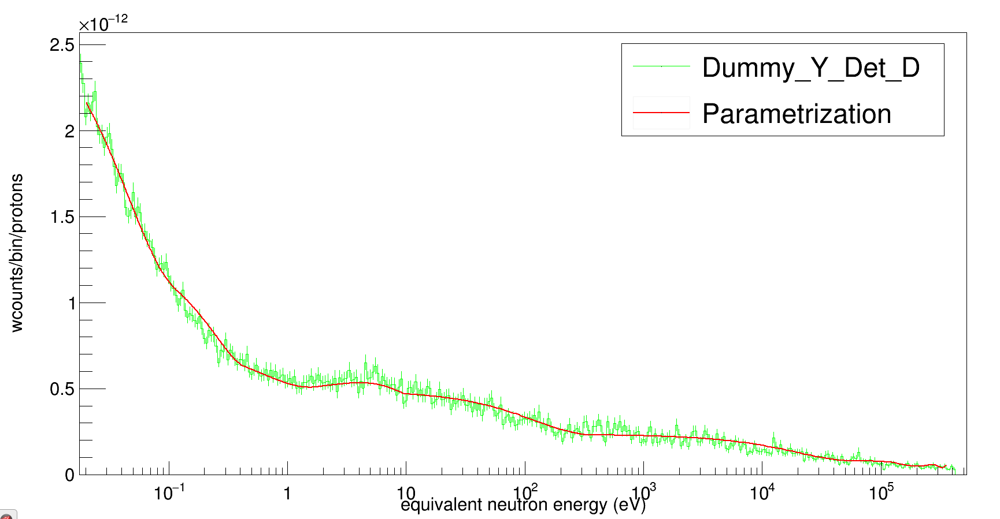 ×10⁻¹²
2.5
2
1.5
1
0.5
0
wcounts/bin/protons
Dummy_Y_Det_D
Parametrization
10⁻¹ 1 10 10² 10³ 10⁴ 10⁵
equivalent neutron energy (eV)